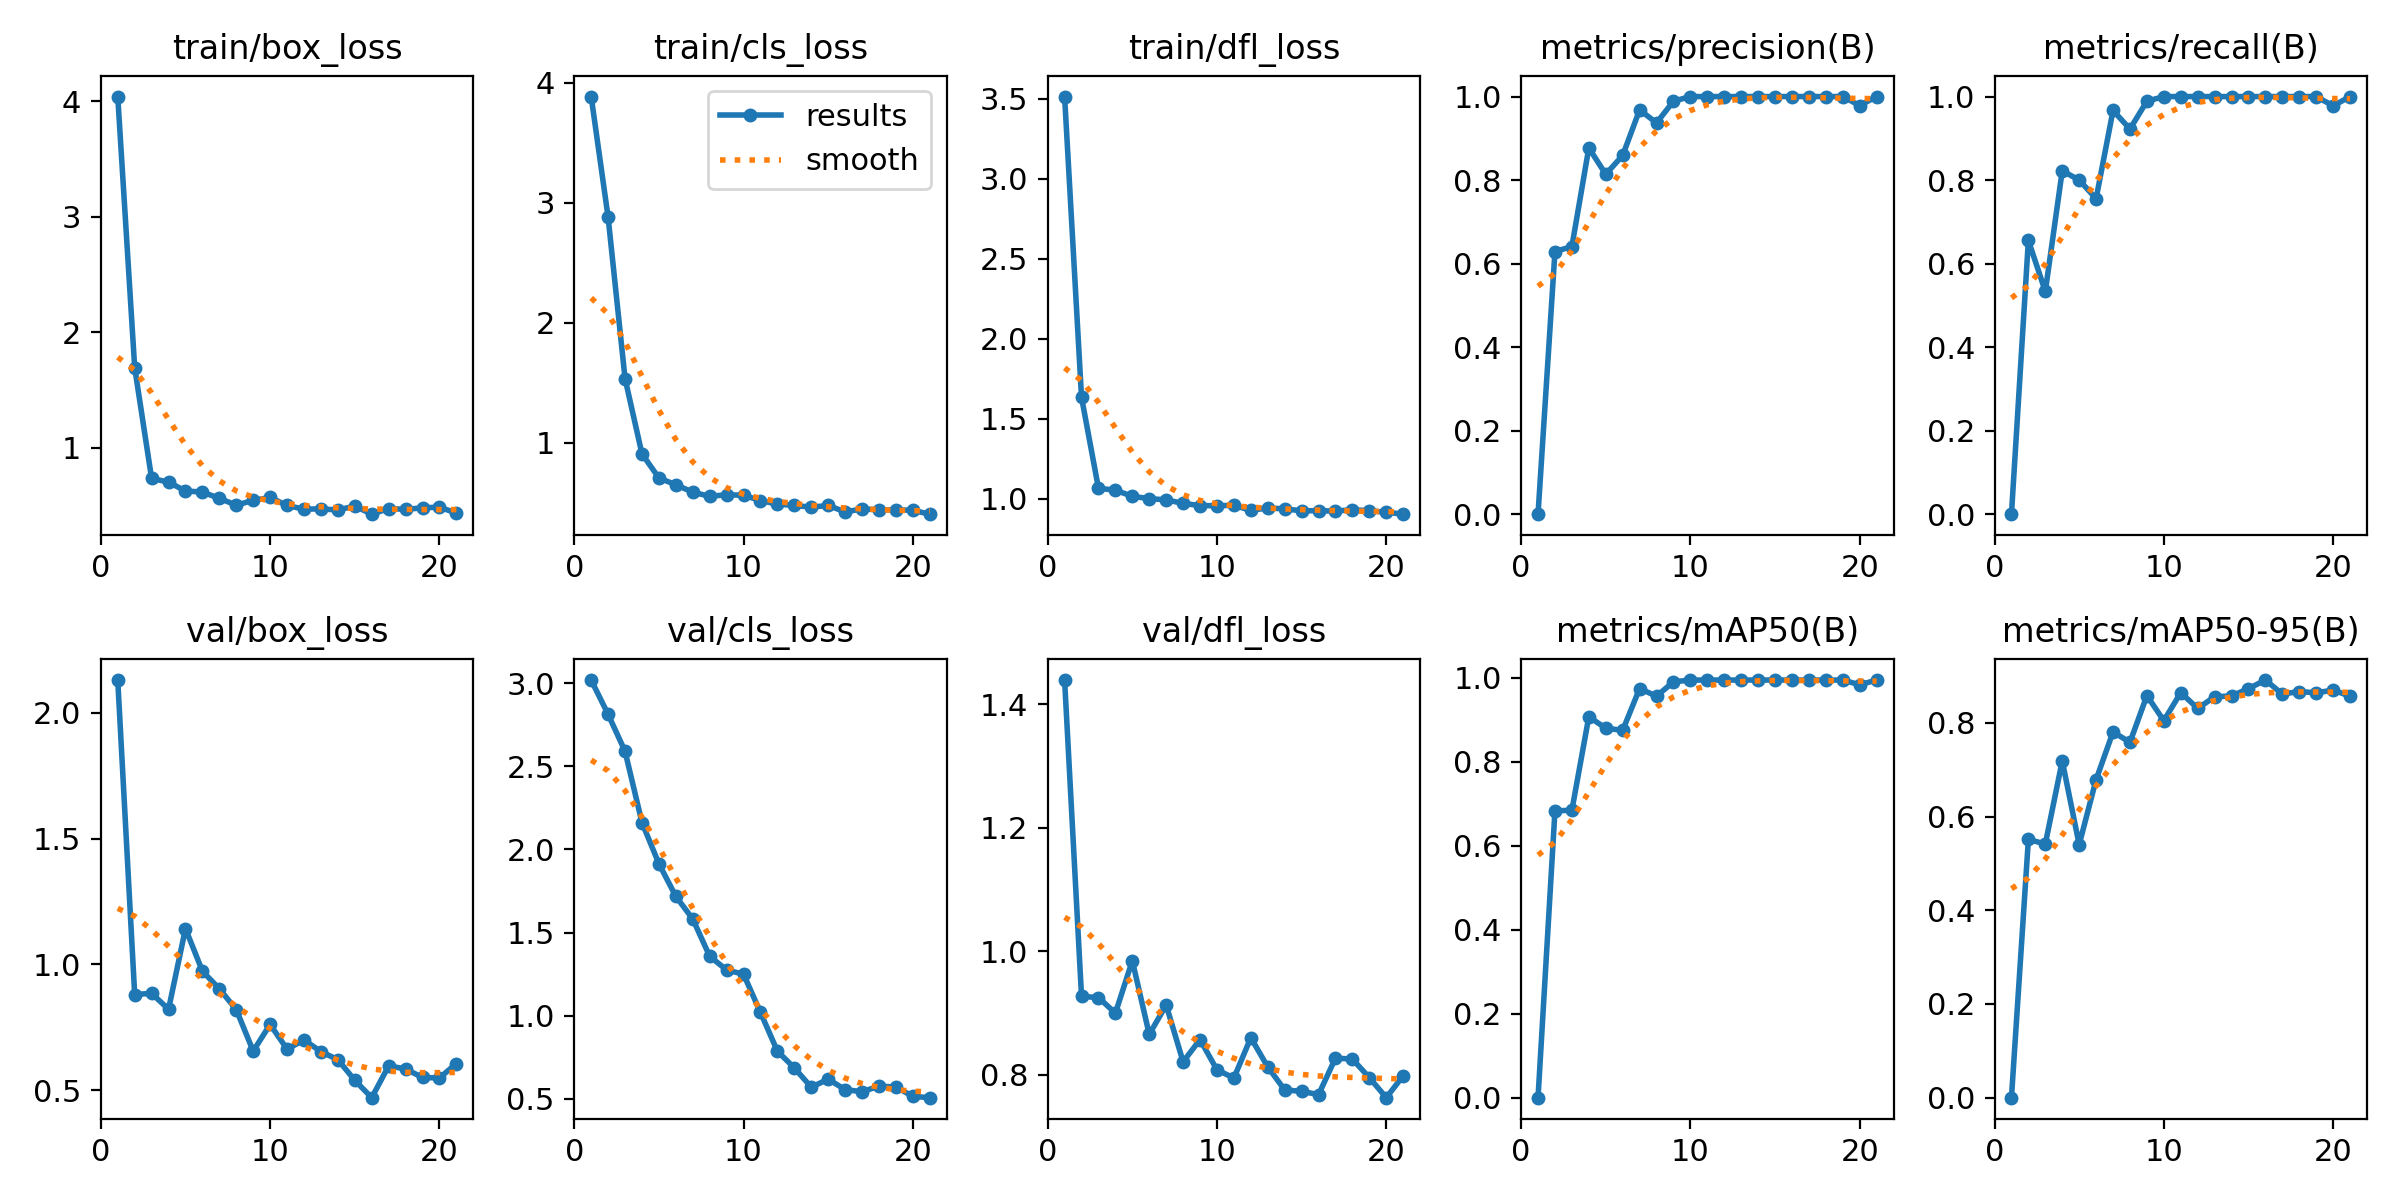 train/box_loss
4
3
2
1
0 10 20
train/cls_loss
results
smooth
4
3
2
1
0 10 20
train/dfl_loss
3.5
3.0
2.5
2.0
1.5
1.0
0 10 20
metrics/precision(B)
1.0
0.8
0.6
0.4
0.2
0.0
0 10 20
metrics/recall(B)
1.0
0.8
0.6
0.4
0.2
0.0
0 10 20
val/box_loss
2.0
1.5
1.0
0.5
0 10 20
val/cls_loss
3.0
2.5
2.0
1.5
1.0
0.5
0 10 20
val/dfl_loss
1.4
1.2
1.0
0.8
0 10 20
metrics/mAP50(B)
1.0
0.8
0.6
0.4
0.2
0.0
0 10 20
metrics/mAP50-95(B)
0.8
0.6
0.4
0.2
0.0
0 10 20